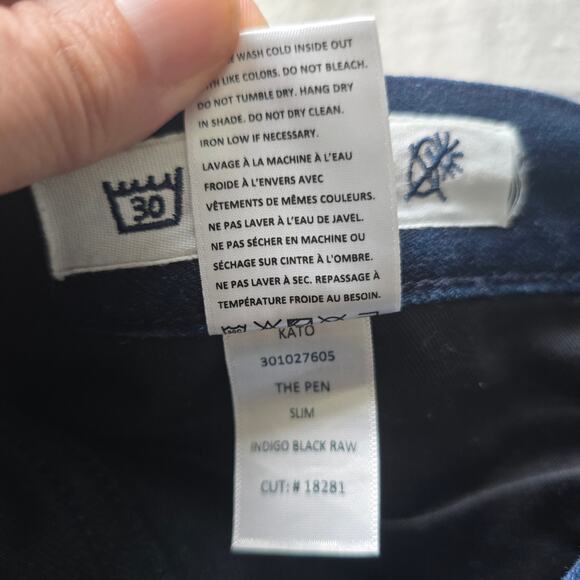 WASH COLD INSIDE OUT
LIKE COLORS. DO NOT BLEACH.
DO NOT TUMBLE DRY. HANG DRY
IN SHADE. DO NOT DRY CLEAN.
IRON LOW IF NECESSARY.
LAVAGE À LA MACHINE À L'EAU
FROIDE À L'ENVERS AVEC
VÊTEMENTS DE MÊMES COULEURS.
NE PAS LAVER À L'EAU DE JAVEL.
NE PAS SÉCHER EN MACHINE OU
SÉCHAGE SUR CINTRE À L'OMBRE.
NE PAS LAVER À SEC. REPASSAGE À
TEMPÉRATURE FROIDE AU BESOIN.
30
KATO
301027605
THE PEN
SLIM
INDIGO BLACK RAW
CUT: # 18281